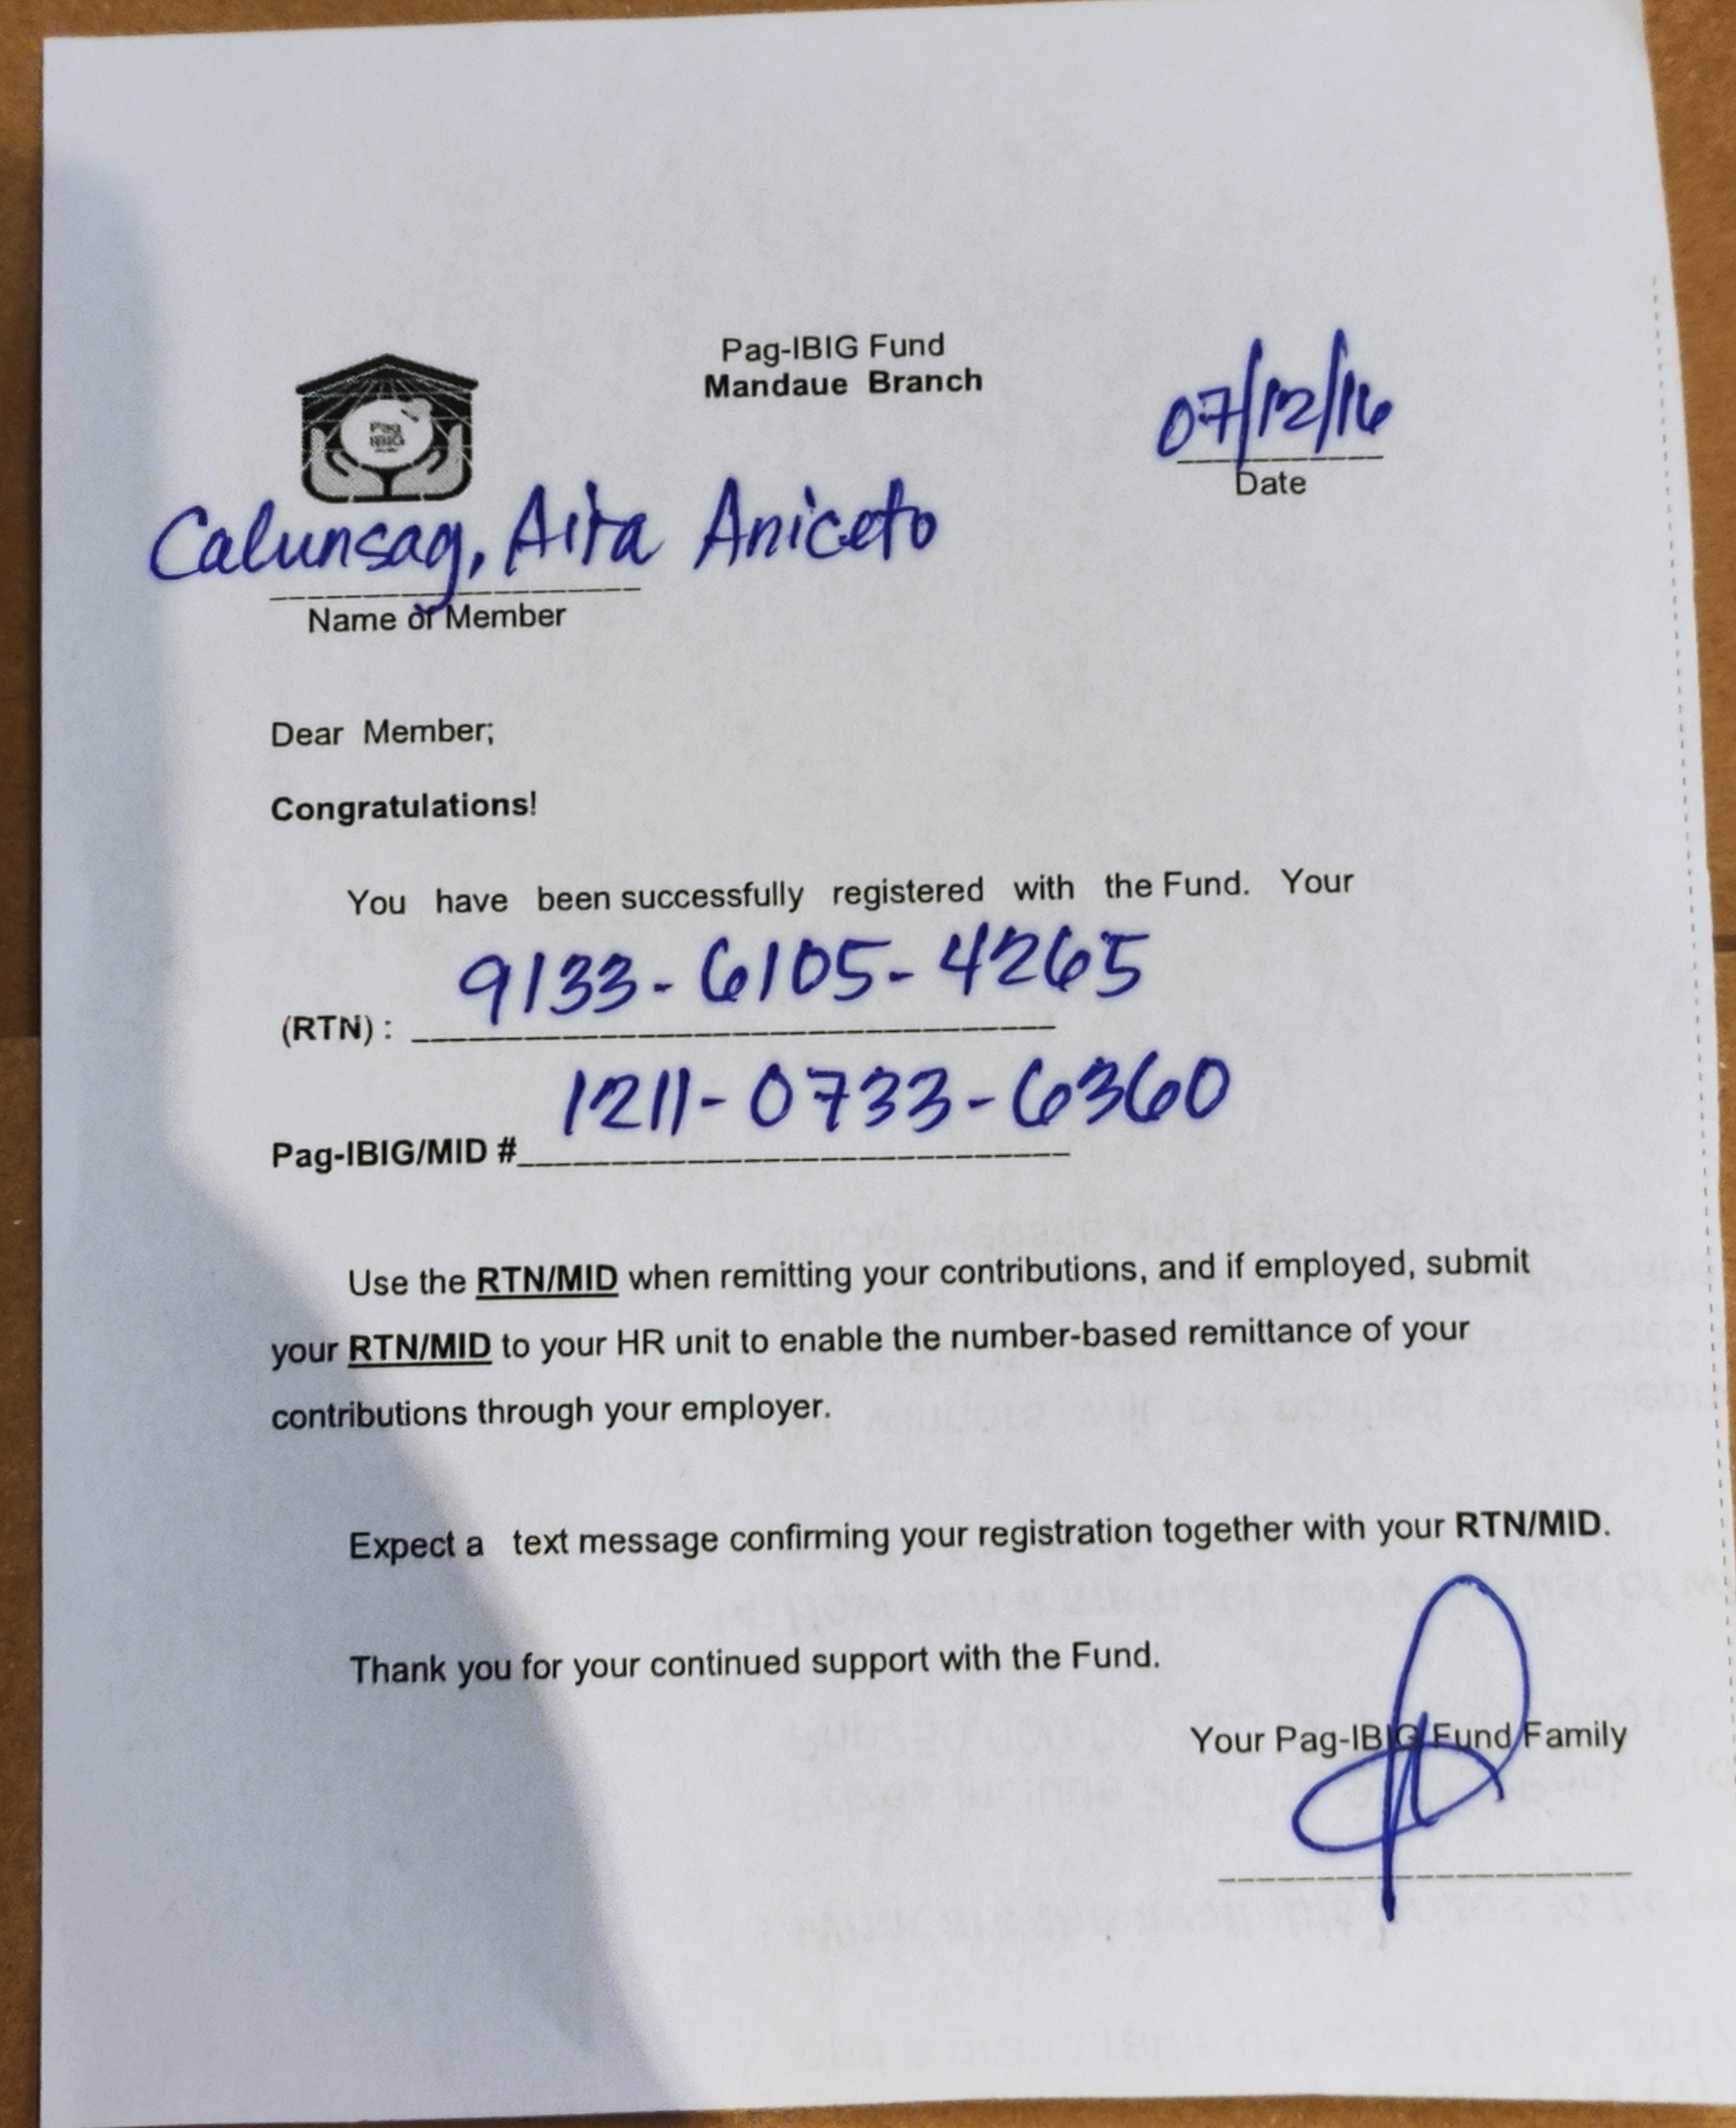 Pag-IBIG Fund
Mandaue Branch
Pag
IBIG
07/12/16
Date
Calunsag, Aira Aniceto
Name of Member
Dear Member;
Congratulations!
You have been successfully registered with the Fund. Your
9133-6105-4265
(RTN) :
1211-0733-6360
Pag-IBIG/MID #
Use the RTN/MID when remitting your contributions, and if employed, submit
your RTN/MID to your HR unit to enable the number-based remittance of your
contributions through your employer.
Expect a text message confirming your registration together with your RTN/MID.
Thank you for your continued support with the Fund.
Your Pag-IBIG Fund Family